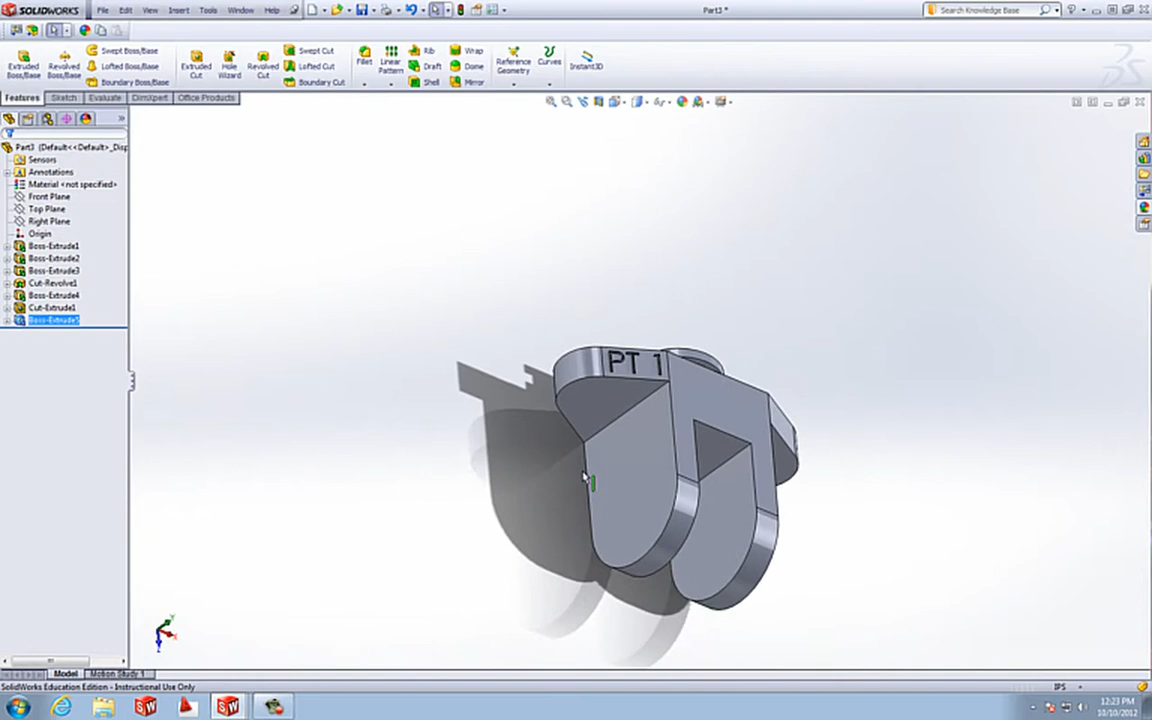 SOLIDWORKS File Edit View Insert Tools Window Help Part3 * Search Knowledge Base
Extruded Boss/Base
Revolved Boss/Base
Swept Boss/Base
Lofted Boss/Base
Boundary Boss/Base
Extruded Cut
Hole Wizard
Revolved Cut
Swept Cut
Lofted Cut
Boundary Cut
Fillet
Linear Pattern
Rib
Draft
Shell
Wrap
Dome
Mirror
Reference Geometry
Curves
Instant3D
Features Sketch Evaluate DimXpert Office Products
Part3 (Default<<Default>_Disp
Sensors
Annotations
Material <not specified>
Front Plane
Top Plane
Right Plane
Origin
Boss-Extrude1
Boss-Extrude2
Boss-Extrude3
Cut-Revolve1
Boss-Extrude4
Cut-Extrude1
Boss-Extrude5
PT 1
Model Motion Study 1
SolidWorks Education Edition - Instructional Use Only IPS
12:23 PM
10/10/2012